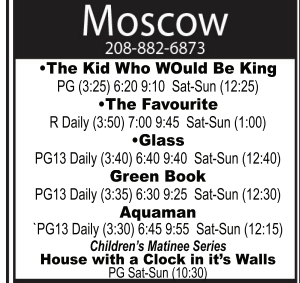 Moscow
208-882-6873
•The Kid Who WOuld Be King
PG (3:25) 6:20 9:10 Sat-Sun (12:25)
•The Favourite
R Daily (3:50) 7:00 9:45 Sat-Sun (1:00)
•Glass
PG13 Daily (3:40) 6:40 9:40 Sat-Sun (12:40)
Green Book
PG13 Daily (3:35) 6:30 9:25 Sat-Sun (12:30)
Aquaman
`PG13 Daily (3:30) 6:45 9:55 Sat-Sun (12:15)
Children's Matinee Series
House with a Clock in it's Walls
PG Sat-Sun (10:30)